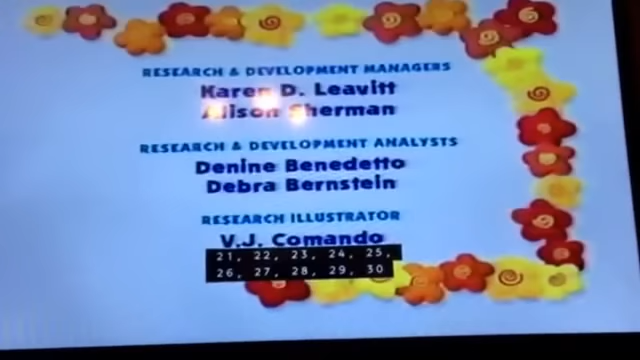 RESEARCH & DEVELOPMENT MANAGERS
Karen D. Leavitt
Alison Sherman
RESEARCH & DEVELOPMENT ANALYSTS
Denine Benedetto
Debra Bernstein
RESEARCH ILLUSTRATOR
V.J. Comando
21, 22, 23, 24, 25,
26, 27, 28, 29, 30